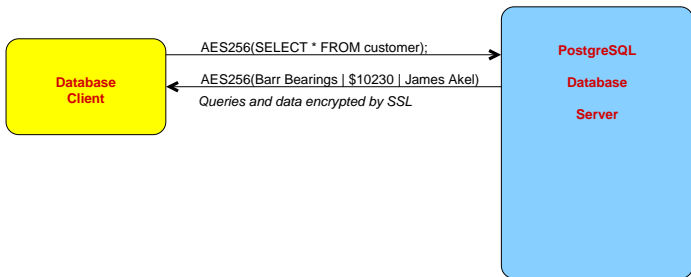 AES256(SELECT * FROM customer);
Database
Client
AES256(Barr Bearings | $10230 | James Akel)
Queries and data encrypted by SSL
PostgreSQL
Database
Server